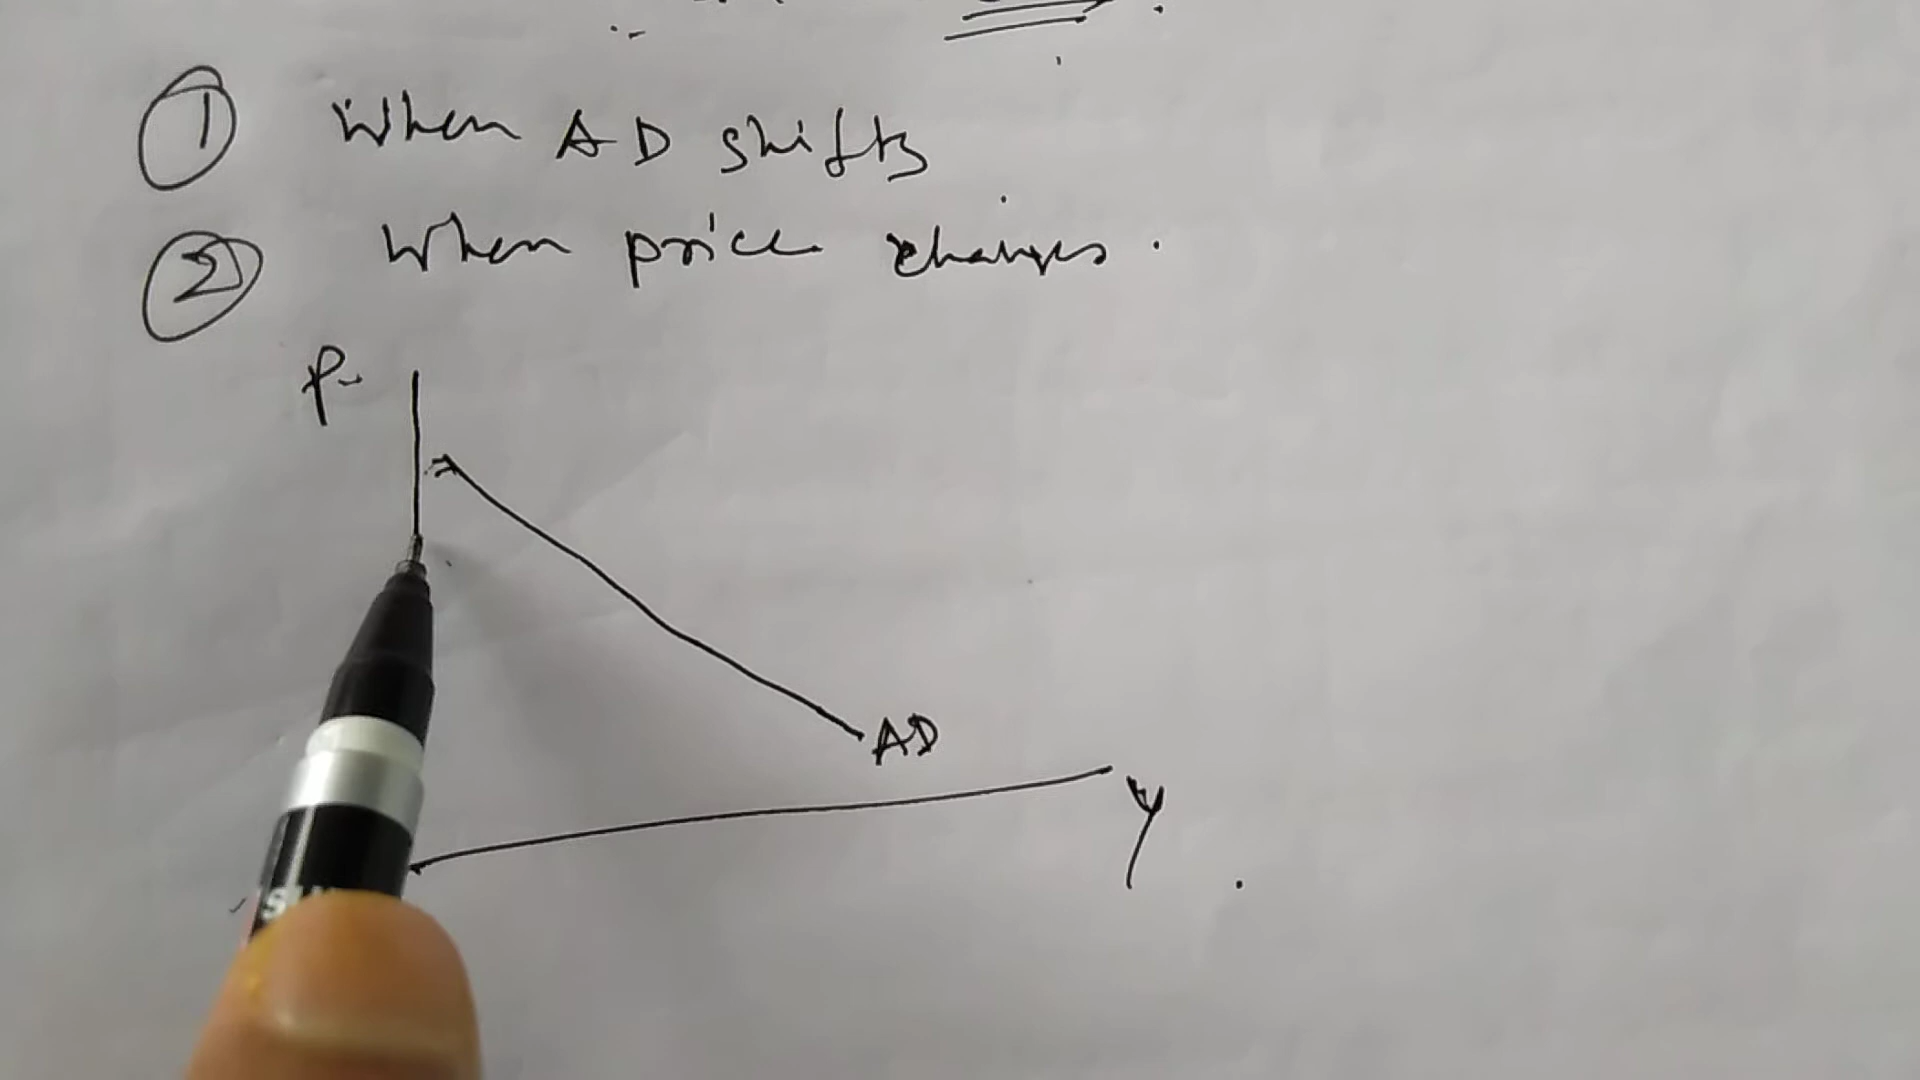 1 When AD shifts
2 When price changes.
P
AD
Y